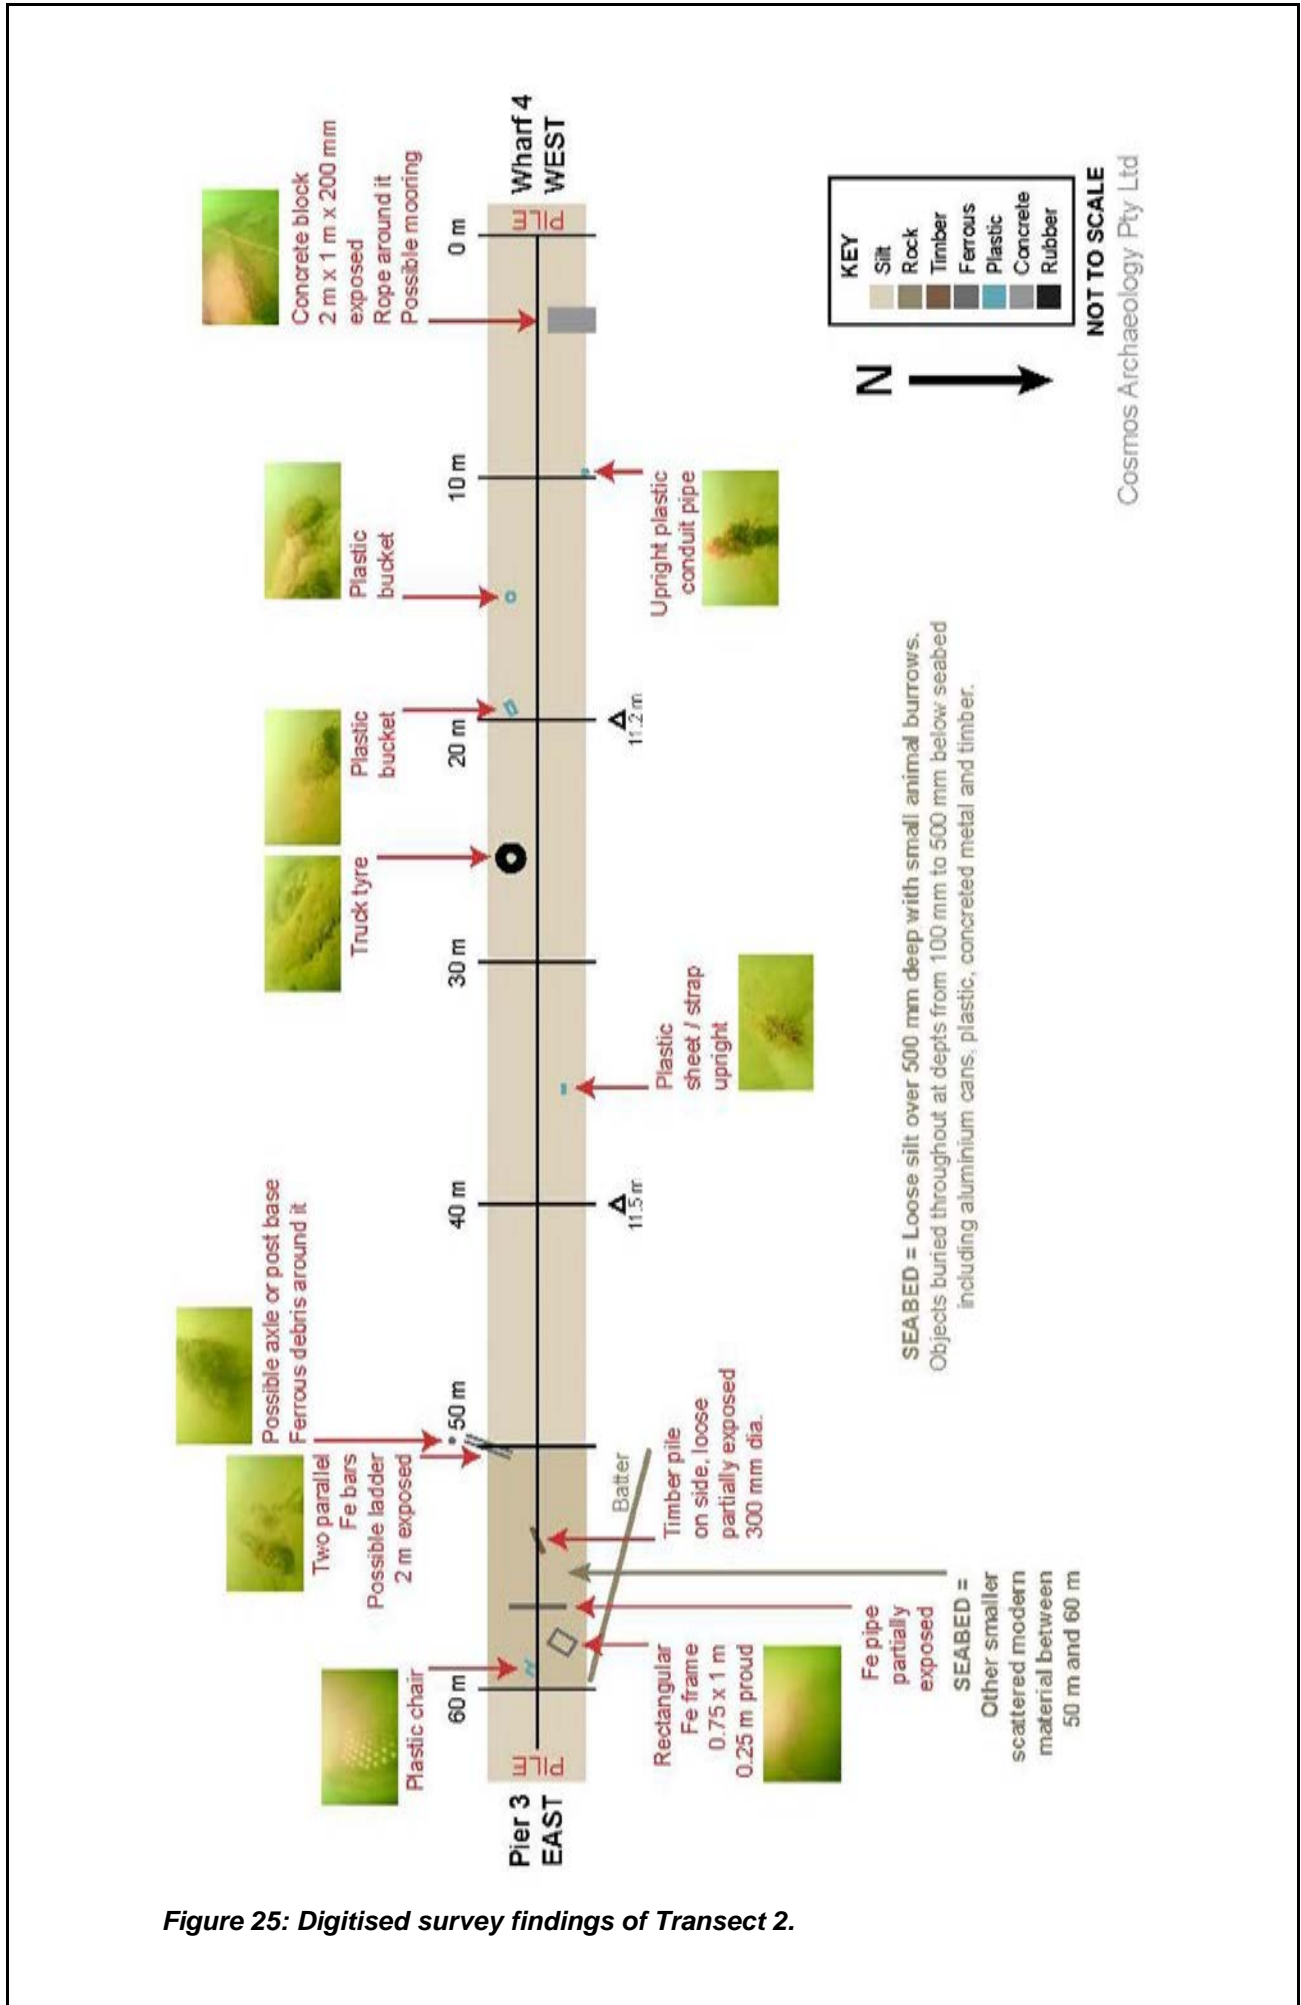 Pier 3
EAST
PILE
60 m
50 m
40 m
30 m
20 m
10 m
0 m
PILE
Wharf 4
WEST
Plastic chair
Two parallel
Fe bars
Possible ladder
2 m exposed
Possible axle or post base
Ferrous debris around it
Truck tyre
Plastic
bucket
Plastic
bucket
Concrete block
2 m x 1 m x 200 mm
exposed
Rope around it
Possible mooring
Rectangular
Fe frame
0.75 x 1 m
0.25 m proud
Fe pipe
partially
exposed
Batter
Timber pile
on side, loose
partially exposed
300 mm dia.
11.5 m
Plastic
sheet / strap
upright
11.2 m
Upright plastic
conduit pipe
SEABED =
Other smaller
scattered modern
material between
50 m and 60 m
SEABED = Loose silt over 500 mm deep with small animal burrows.
Objects buried throughout at depts from 100 mm to 500 mm below seabed
including aluminium cans, plastic, concreted metal and timber.
N
KEY
Silt
Rock
Timber
Ferrous
Plastic
Concrete
Rubber
NOT TO SCALE
Cosmos Archaeology Pty Ltd
Figure 25: Digitised survey findings of Transect 2.